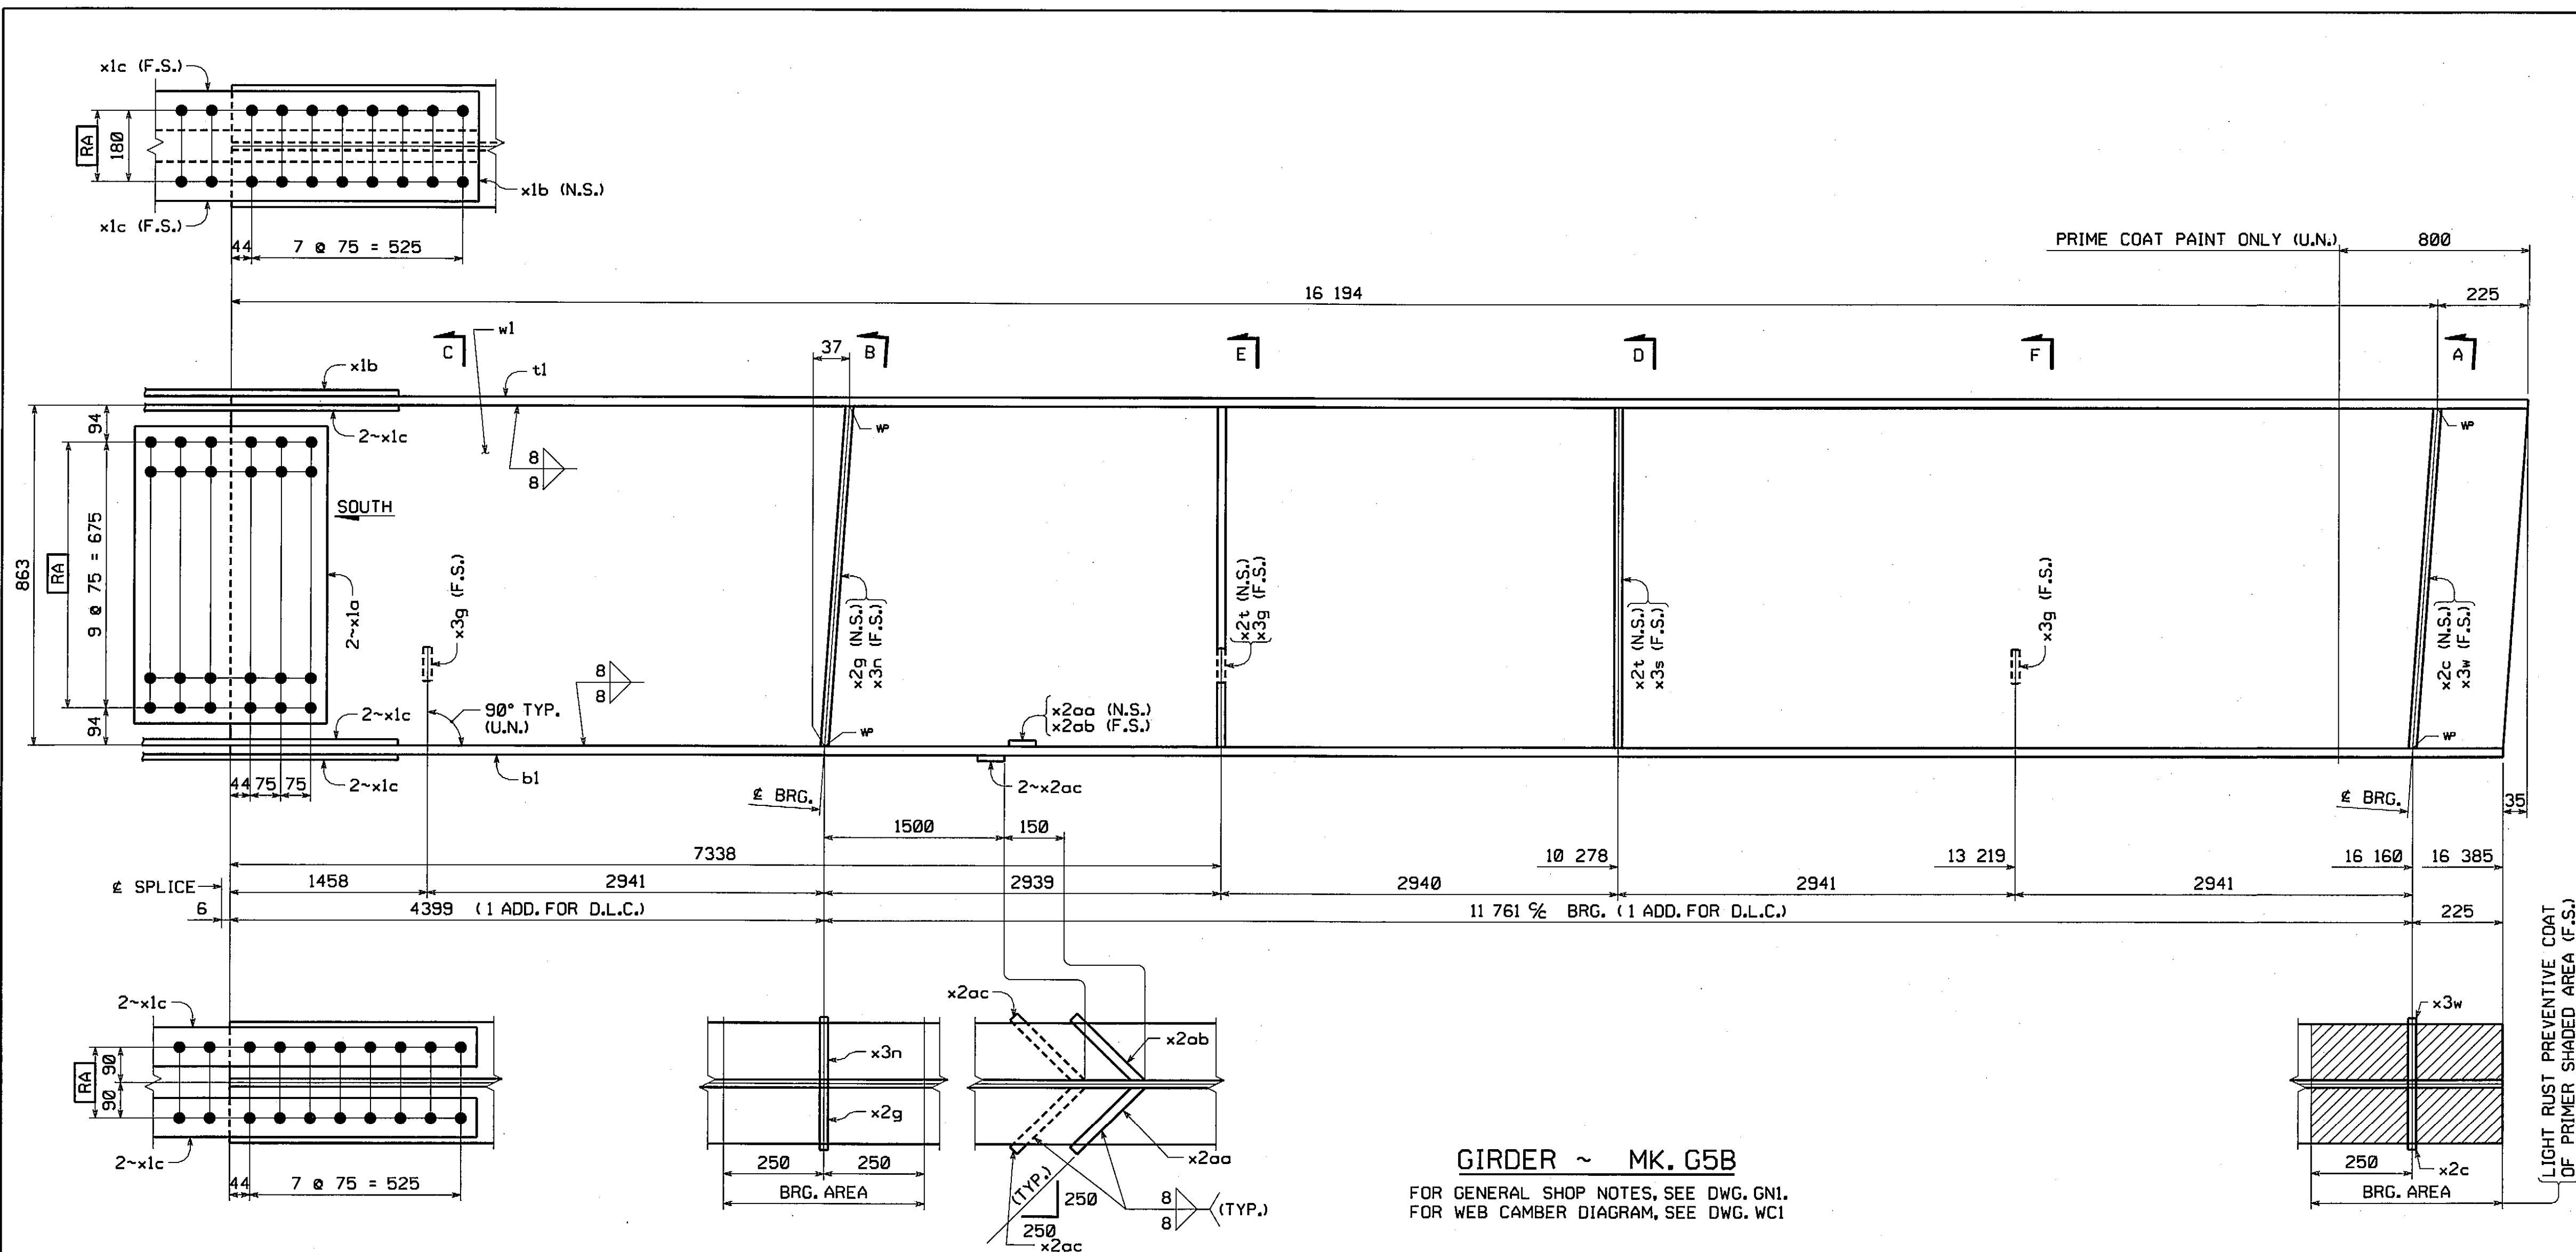 x1c (F.S.)
RA
180
x1b (N.S.)
x1c (F.S.)
44
7 @ 75 = 525
PRIME COAT PAINT ONLY (U.N.)
800
16 194
225
C
w1
37
B
E
D
F
A
x1b
t1
94
2~x1c
WP
WP
8
8
SOUTH
863
RA
9 @ 75 = 675
2~x1a
x3g (F.S.)
x2g (N.S.)
x3n (F.S.)
x2t (N.S.)
x3g (F.S.)
x2t (N.S.)
x3s (F.S.)
x3g (F.S.)
x2c (N.S.)
x3w (F.S.)
8
8
90° TYP.
(U.N.)
94
2~x1c
x2aa (N.S.)
x2ab (F.S.)
WP
WP
44
75
75
2~x1c
b1
2~x2ac
℄ BRG.
℄ BRG.
35
1500
150
7338
10 278
13 219
16 160
16 385
℄ SPLICE
1458
2941
2939
2940
2941
2941
6
4399 (1 ADD. FOR D.L.C.)
11 761 C/C BRG. (1 ADD. FOR D.L.C.)
225
LIGHT RUST PREVENTIVE COAT
OF PRIMER SHADED AREA (F.S.)
2~x1c
RA
90
90
2~x1c
44
7 @ 75 = 525
x3n
x2g
250
250
BRG. AREA
x2ac
x2ab
x2aa
(TYP.)
250
250
x2ac
8
8
(TYP.)
x3w
x2c
250
BRG. AREA
GIRDER ~ MK. G5B
FOR GENERAL SHOP NOTES, SEE DWG. GN1.
FOR WEB CAMBER DIAGRAM, SEE DWG. WC1